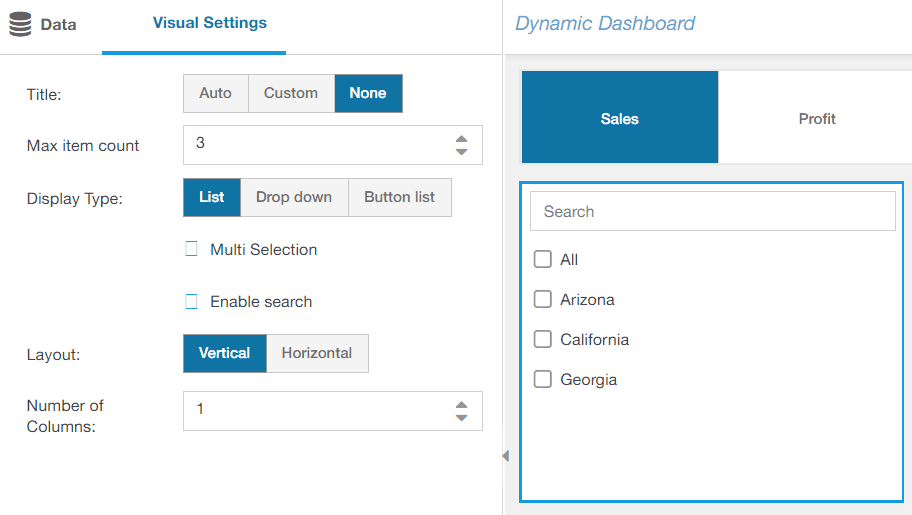 Data
Visual Settings
Title:
Auto
Custom
None
Max item count
3
Display Type:
List
Drop down
Button list
Multi Selection
Enable search
Layout:
Vertical
Horizontal
Number of
Columns:
1
Dynamic Dashboard
Sales
Profit
Search
All
Arizona
California
Georgia